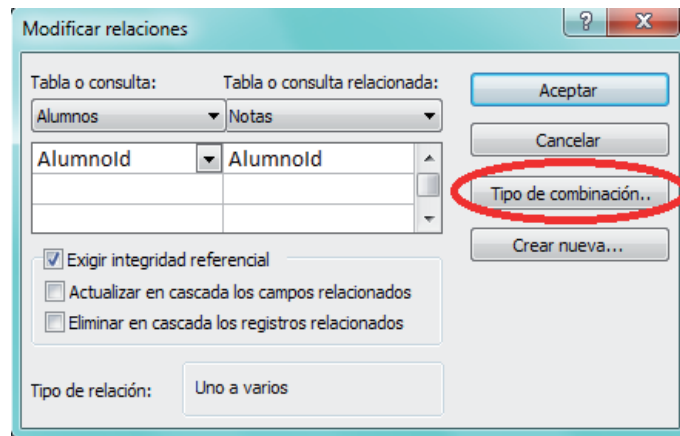 Modificar relaciones
Tabla o consulta: Tabla o consulta relacionada:
Alumnos Notas
AlumnoId AlumnoId
Aceptar
Cancelar
Tipo de combinación..
Crear nueva...
Exigir integridad referencial
Actualizar en cascada los campos relacionados
Eliminar en cascada los registros relacionados
Tipo de relación: Uno a varios